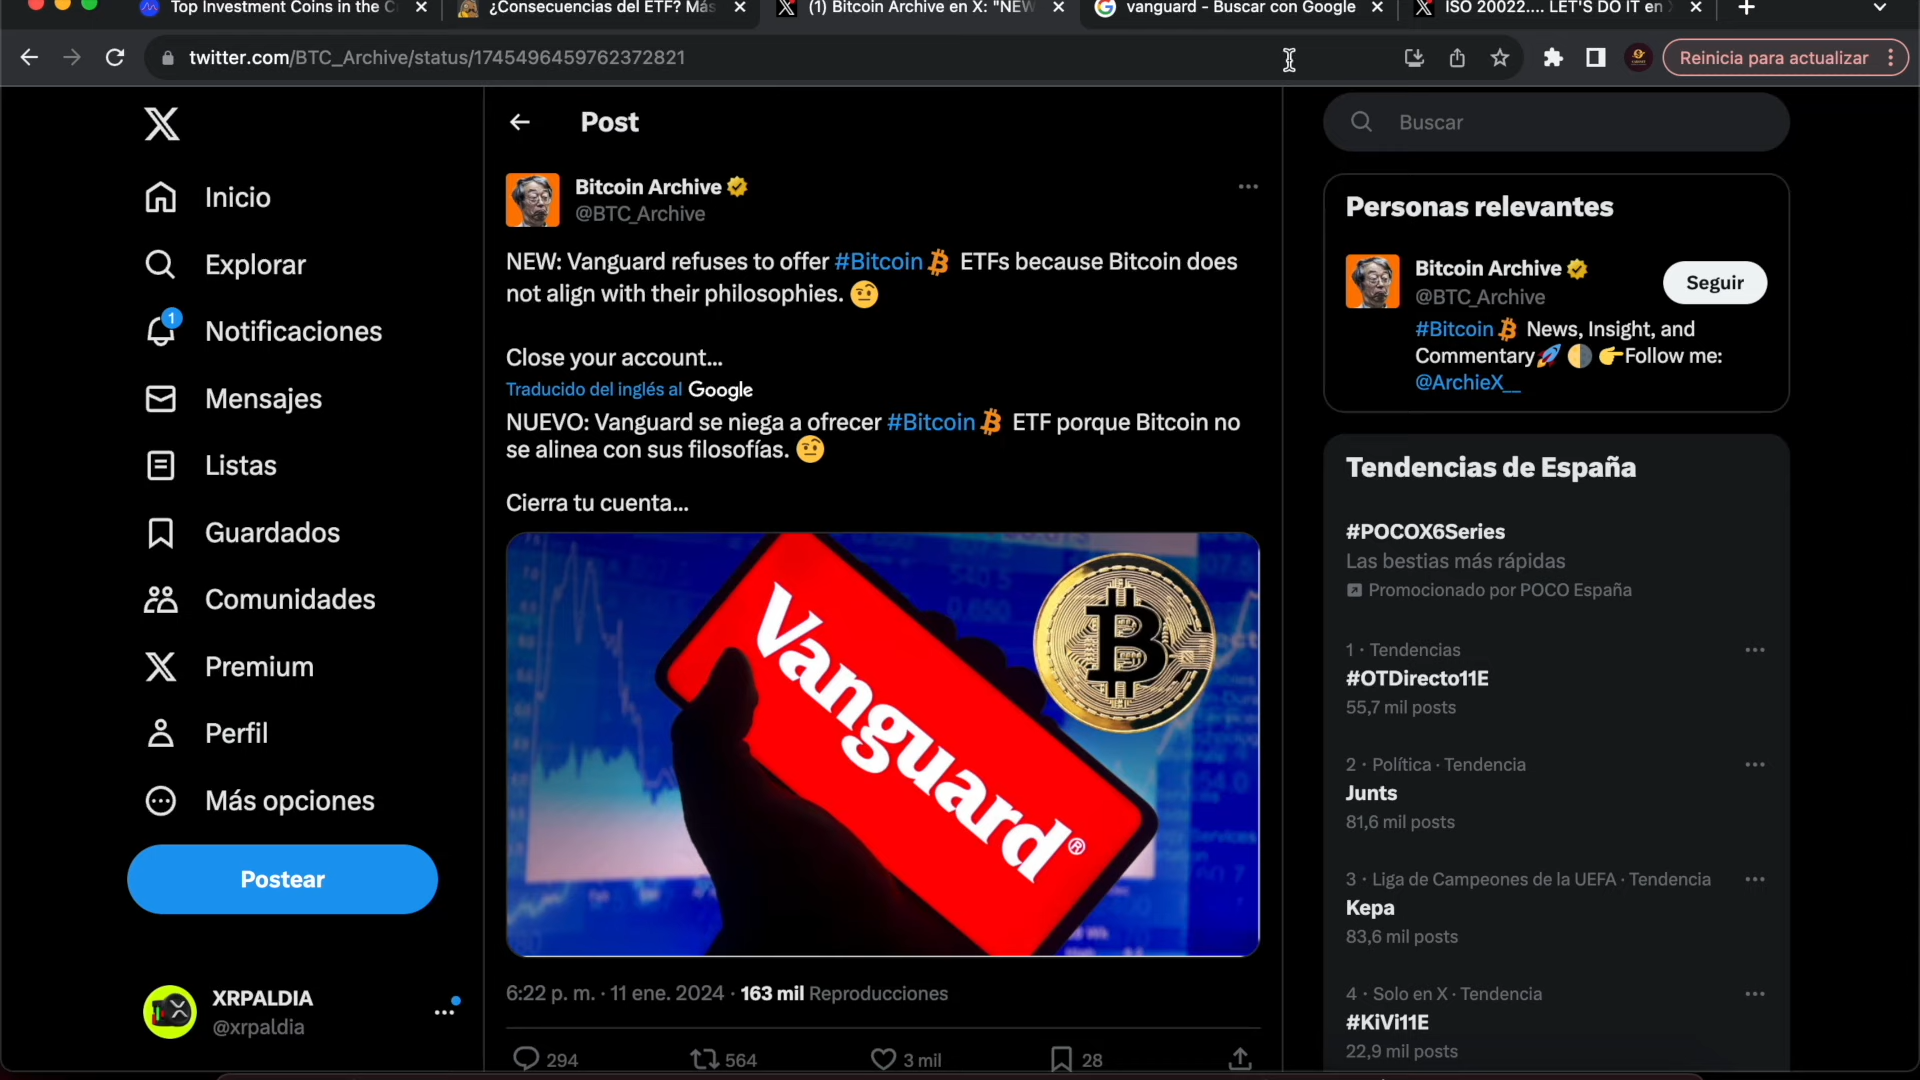 Top Investment Coins in the C
¿Consecuencias del ETF? Más
(1) Bitcoin Archive en X: "NEW
vanguard - Buscar con Google
ISO 20022.... LET'S DO IT en
twitter.com/BTC_Archive/status/1745496459762372821
Reinicia para actualizar
Inicio
Explorar
1
Notificaciones
Mensajes
Listas
Guardados
Comunidades
Premium
Perfil
Más opciones
Postear
XRPALDIA
@xrpaldia
Post
Bitcoin Archive
@BTC_Archive
NEW: Vanguard refuses to offer #Bitcoin ETFs because Bitcoin does
not align with their philosophies. 🤨
Close your account...
Traducido del inglés al Google
NUEVO: Vanguard se niega a ofrecer #Bitcoin ETF porque Bitcoin no
se alinea con sus filosofías. 🤨
Cierra tu cuenta...
Vanguard®
6:22 p. m. · 11 ene. 2024 · 163 mil Reproducciones
294
564
3 mil
28
Buscar
Personas relevantes
Bitcoin Archive
@BTC_Archive
Seguir
#Bitcoin News, Insight, and
Commentary🚀 🌗 👉Follow me:
@ArchieX__
Tendencias de España
#POCOX6Series
Las bestias más rápidas
Promocionado por POCO España
1 · Tendencias
#OTDirecto11E
55,7 mil posts
2 · Política · Tendencia
Junts
81,6 mil posts
3 · Liga de Campeones de la UEFA · Tendencia
Kepa
83,6 mil posts
4 · Solo en X · Tendencia
#KiVi11E
22,9 mil posts